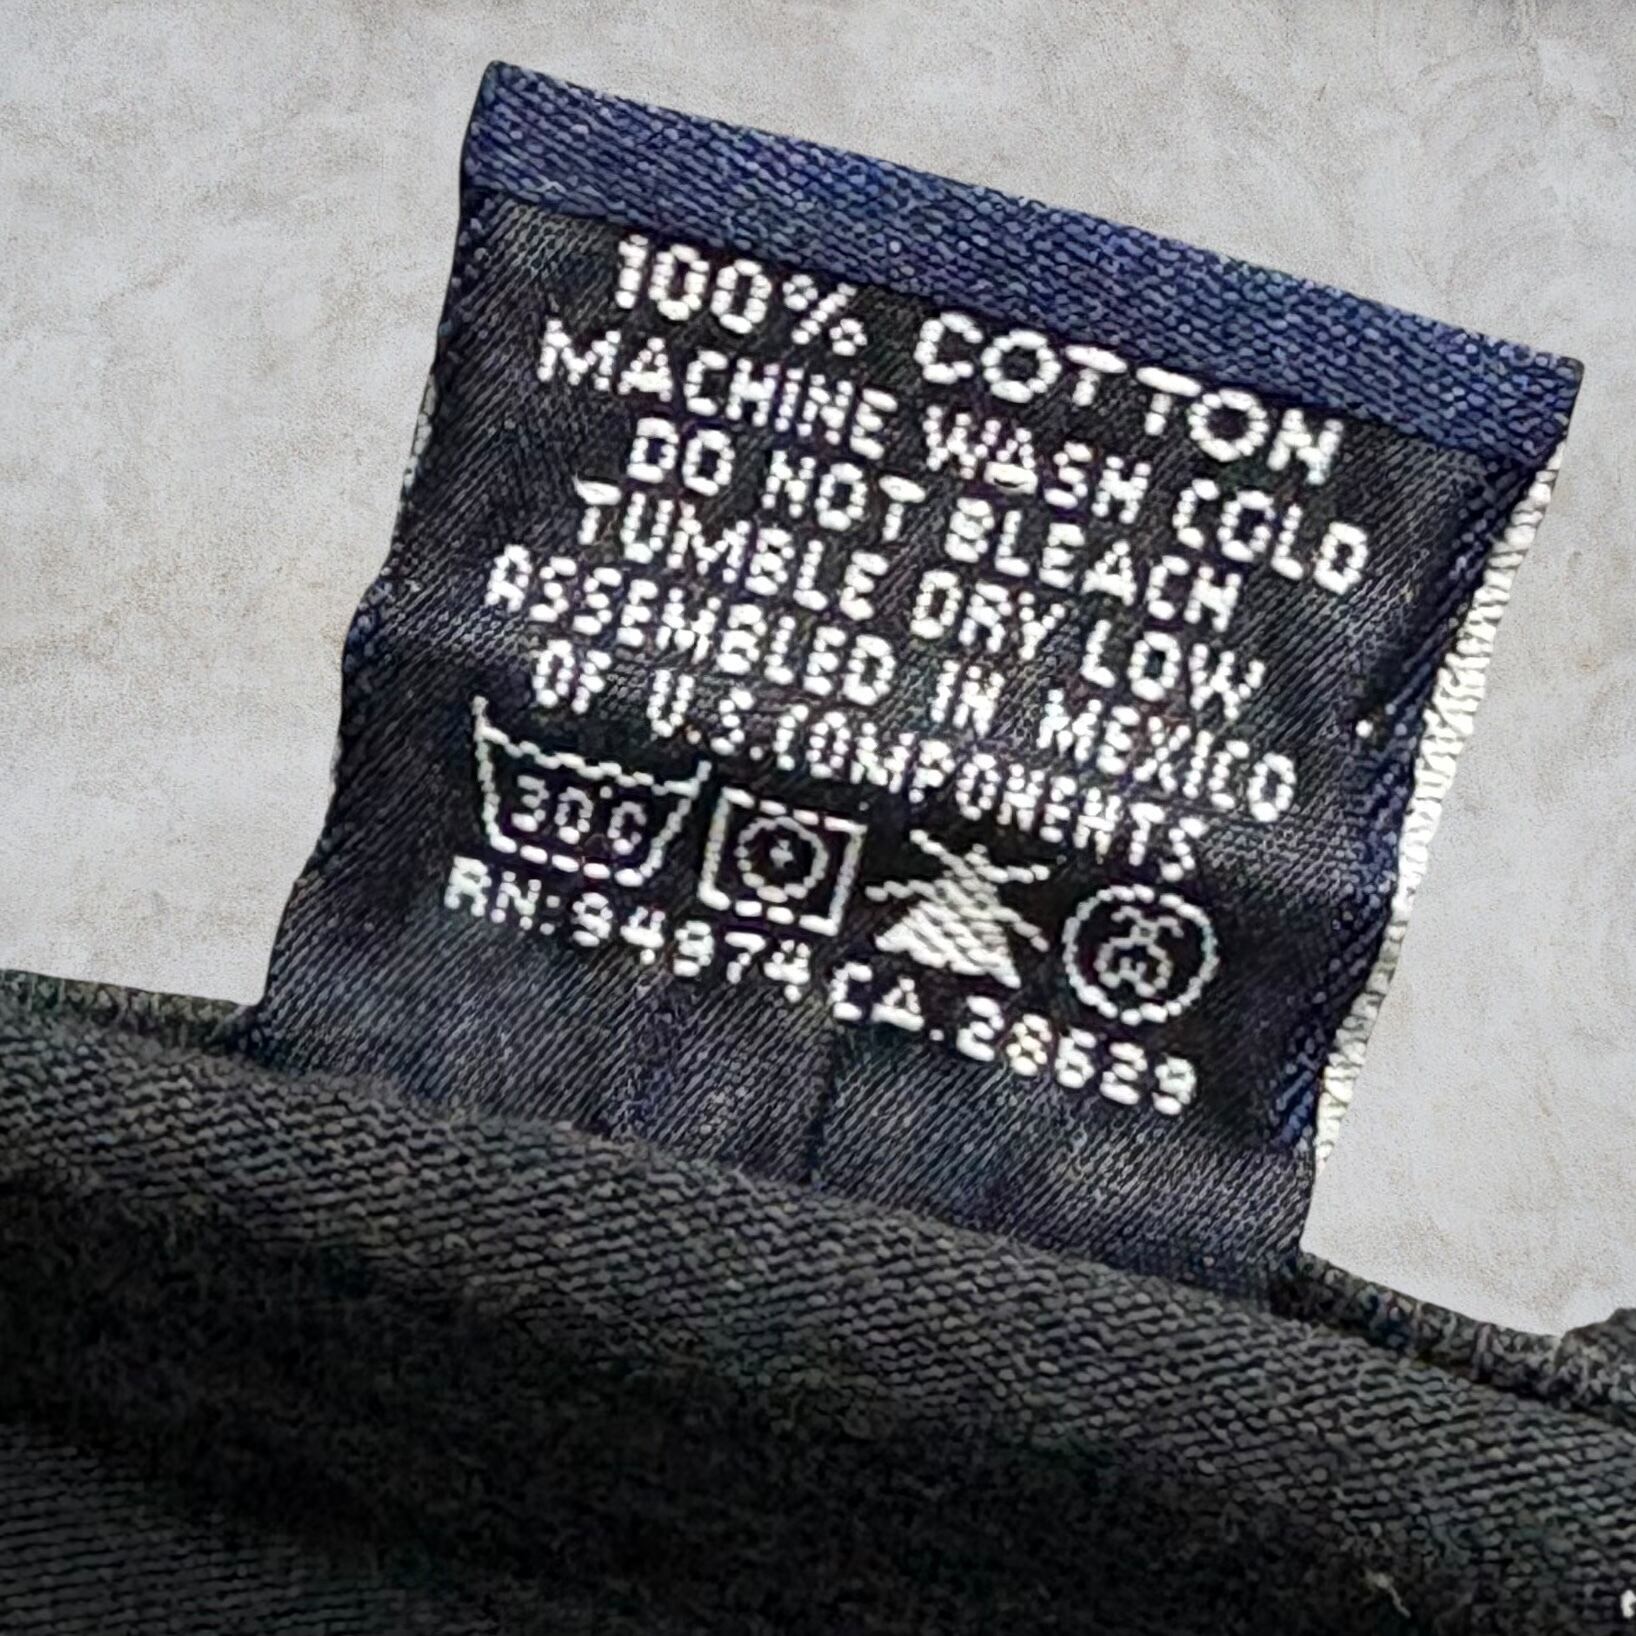 100% COTTON
MACHINE WASH COLD
DO NOT BLEACH
TUMBLE DRY LOW
ASSEMBLED IN MEXICO
OF U.S.COMPONENTS
30°C
RN:94974 CA.28629